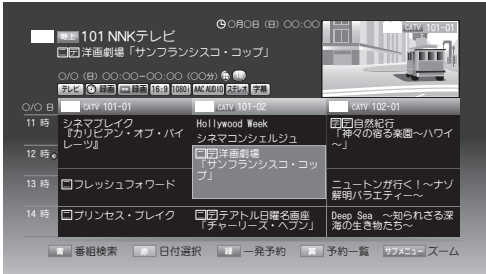 ○月○日 (日) ○○:○○
地上 101 NNKテレビ
二字洋画劇場「サンフランシスコ・コップ」
CATV 101-01
○/○ (日) ○○:○○-○○:○○ (○○分)
テレビ 録画 録画 16:9 1080i AAC AUDIO ステレオ 字幕
○/○ 日 CATV 101-01 CATV 101-02 CATV 102-01
11 時
シネマブレイク
『カリビアン・オブ・パイレーツ』
Hollywood Week
シネマコンシェルジュ
字自然紀行
「神々の宿る楽園～ハワイ～」
12 時
二字洋画劇場
「サンフランシスコ・コップ」
13 時
二フレッシュフォワード
ニュートンが行く！～ナゾ解明バラエティー～
14 時
二プリンセス・ブレイク
二字テアトル日曜名画座
「チャーリーズ・ヘブン」
Deep Sea ～知られざる深海の生き物たち～
青 番組検索 赤 日付選択 緑 一発予約 黄 予約一覧 サブメニュー ズーム